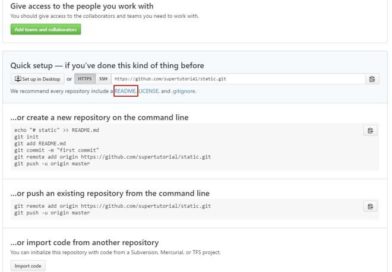 Give access to the people you work with
You should give access to the collaborators and teams you need to work with.
Add teams and collaborators
Quick setup — if you've done this kind of thing before
Set up in Desktop or HTTPS SSH https://github.com/supertutorial/static.git
We recommend every repository include a README, LICENSE, and .gitignore.
…or create a new repository on the command line
echo "# static" >> README.md
git init
git add README.md
git commit -m "first commit"
git remote add origin https://github.com/supertutorial/static.git
git push -u origin master
…or push an existing repository from the command line
git remote add origin https://github.com/supertutorial/static.git
git push -u origin master
…or import code from another repository
You can initialize this repository with code from a Subversion, Mercurial, or TFS project.
Import code